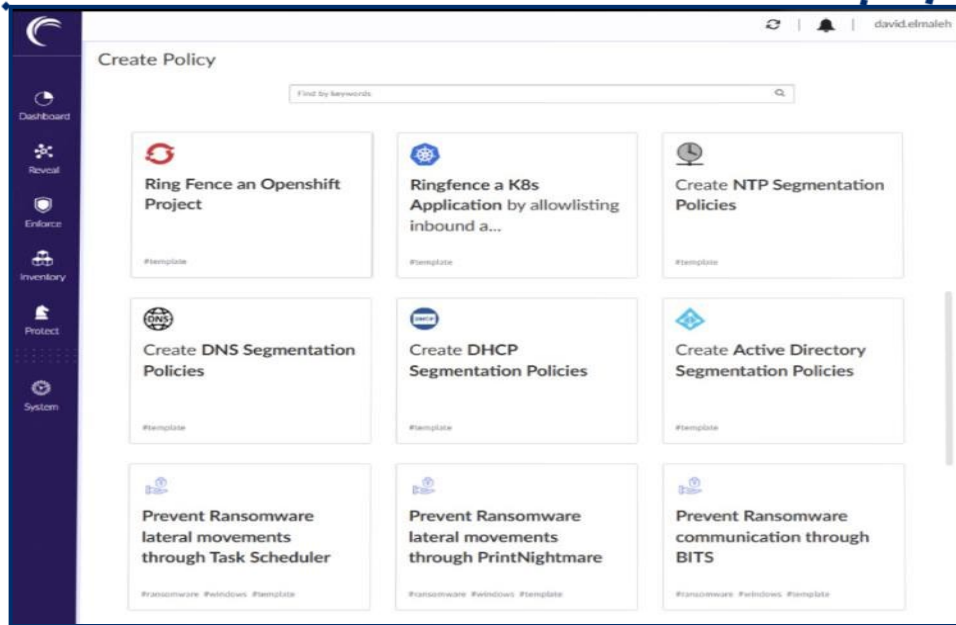 david.elmaleh
Create Policy
Find by keywords
Dashboard
Reveal
Enforce
Inventory
Protect
System
Ring Fence an Openshift
Project
#template
Ringfence a K8s
Application by allowlisting
inbound a...
#template
Create NTP Segmentation
Policies
#template
DNS
Create DNS Segmentation
Policies
#template
DHCP
Create DHCP
Segmentation Policies
#template
Create Active Directory
Segmentation Policies
#template
Prevent Ransomware
lateral movements
through Task Scheduler
#ransomware #windows #template
Prevent Ransomware
lateral movements
through PrintNightmare
#ransomware #windows #template
Prevent Ransomware
communication through
BITS
#ransomware #windows #template